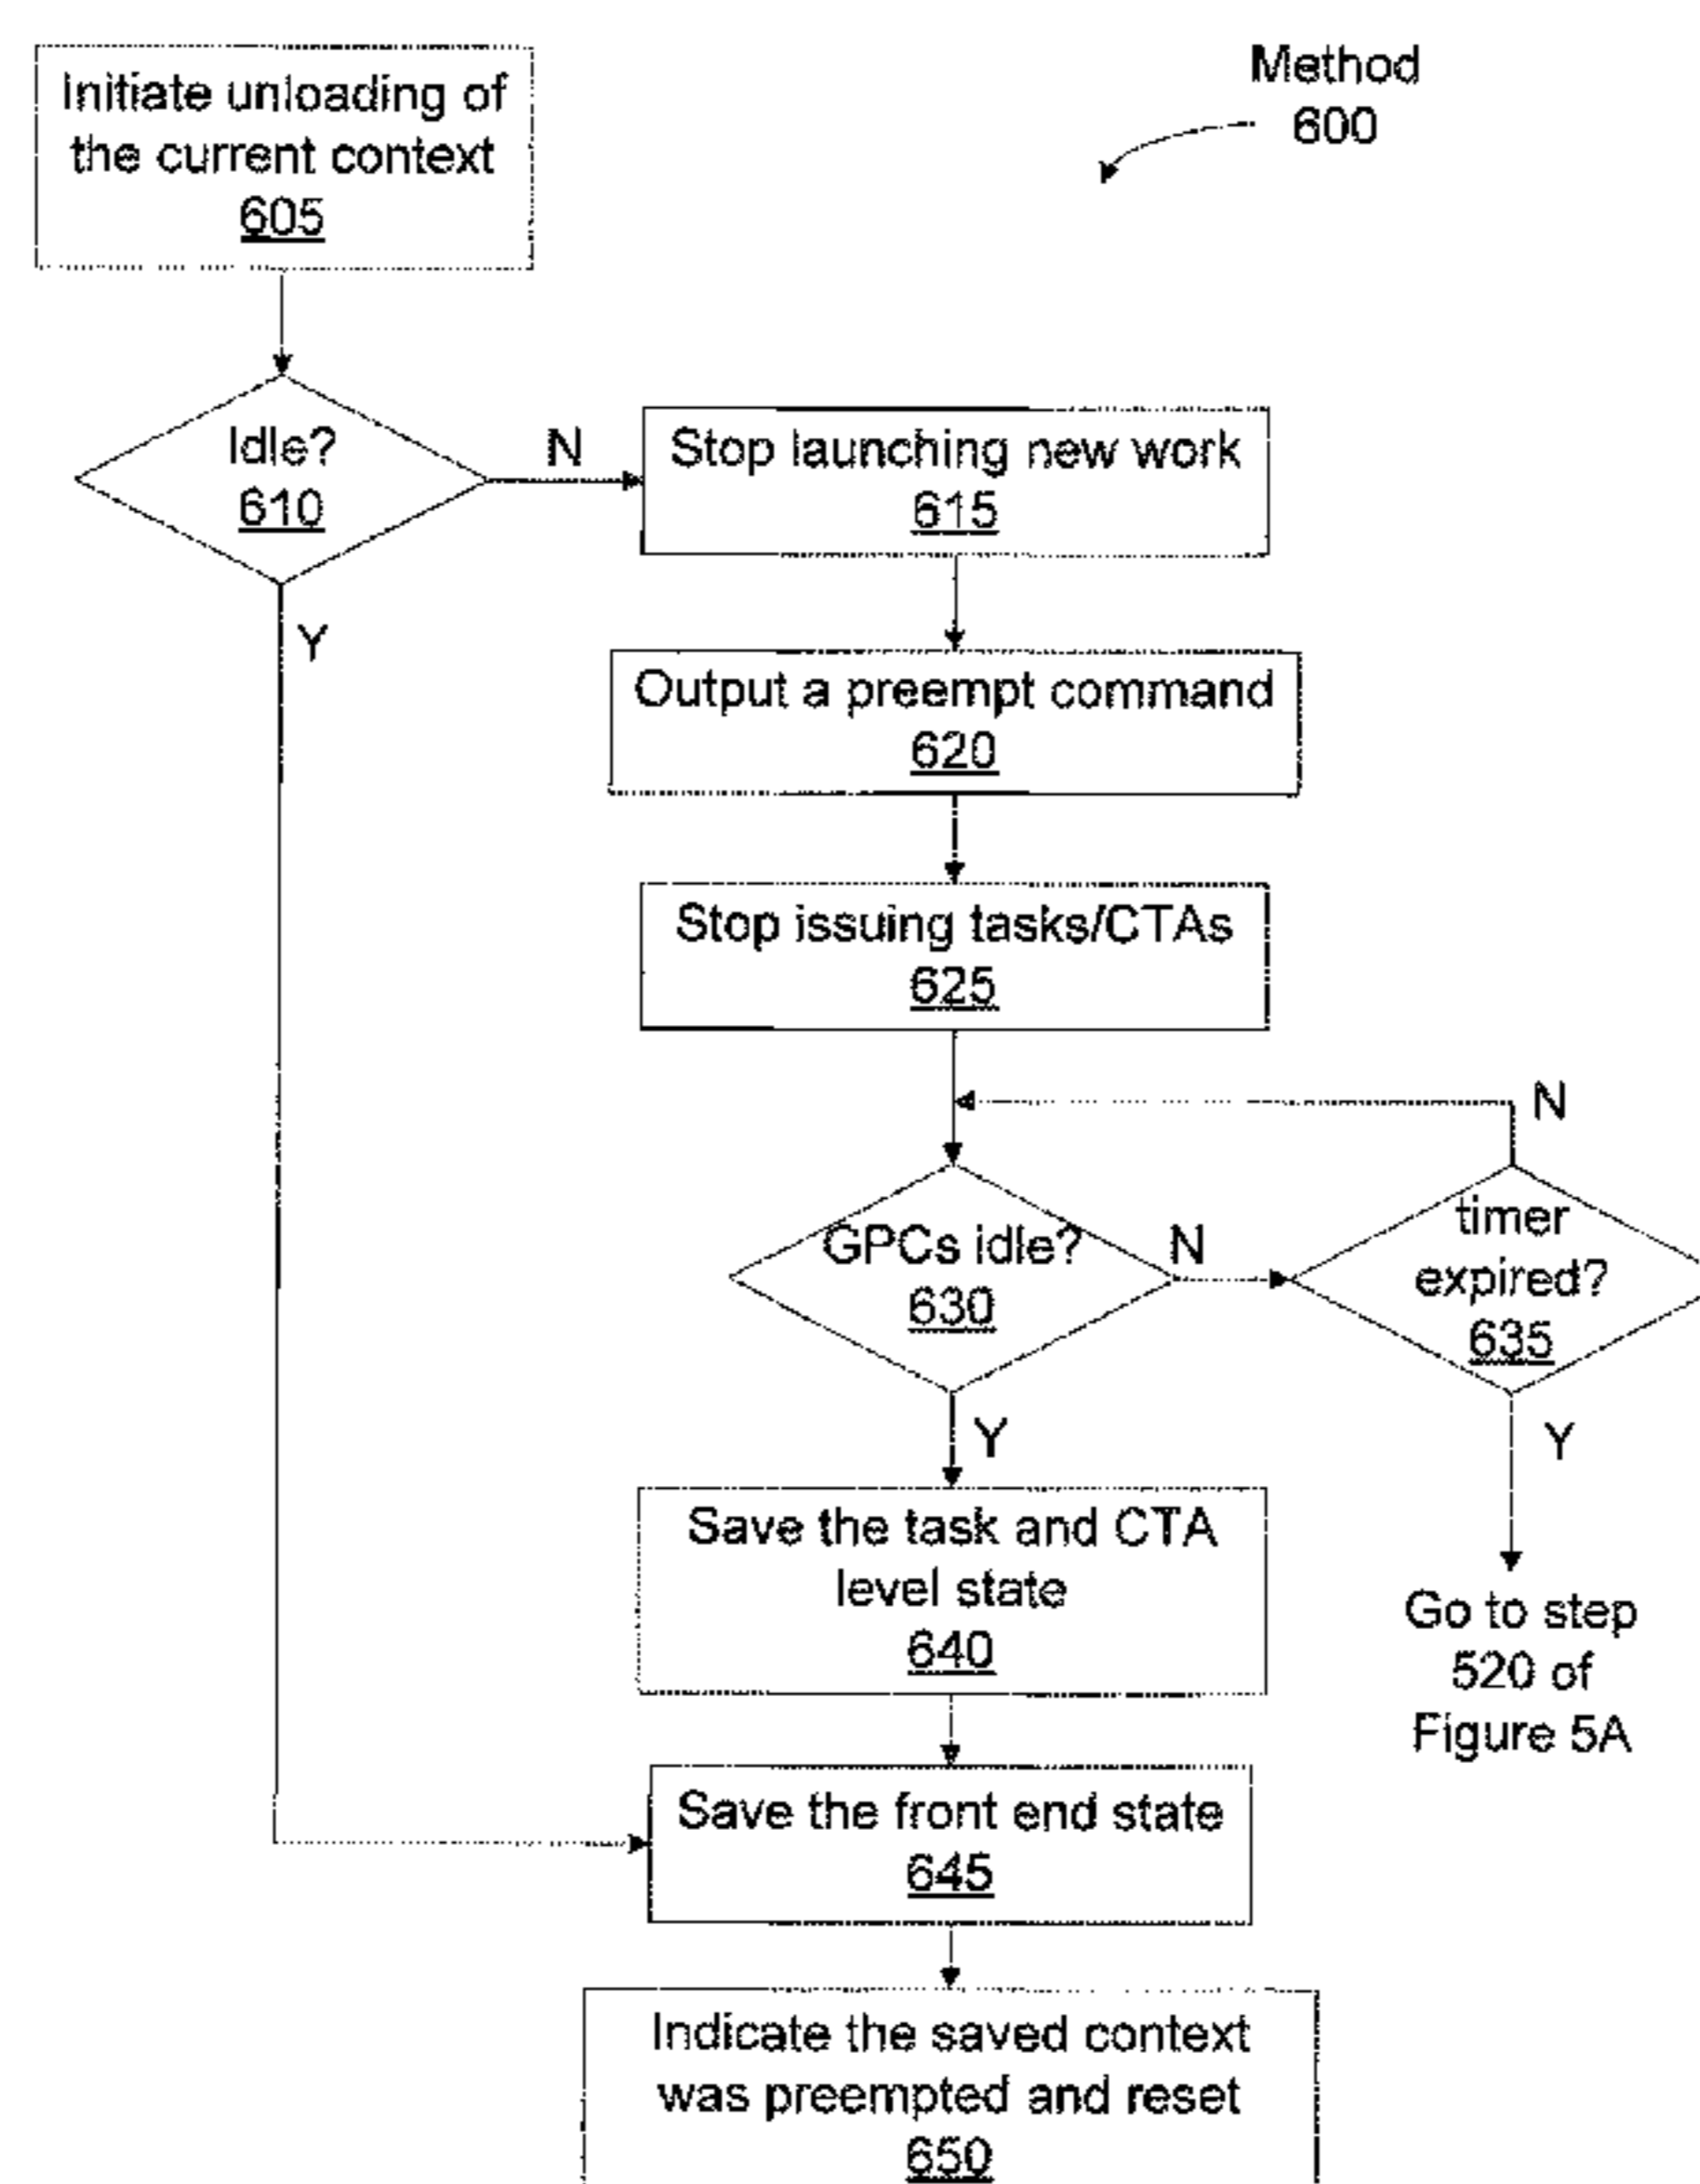 Initiate unloading of
the current context
605
Method
600
Idle?
610
N
Y
Stop launching new work
615
Output a preempt command
620
Stop issuing tasks/CTAs
625
N
GPCs idle?
630
N
timer
expired?
635
Y
Y
Save the task and CTA
level state
640
Go to step
520 of
Figure 5A
Save the front end state
645
Indicate the saved context
was preempted and reset
650